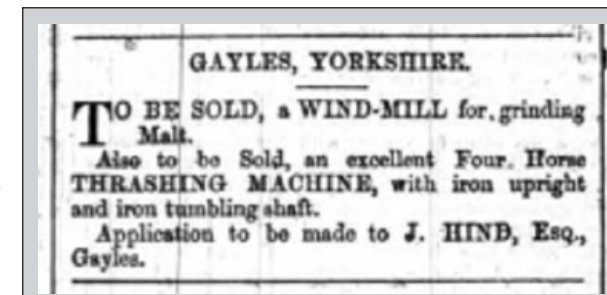 GAYLES, YORKSHIRE.
TO BE SOLD, a WIND-MILL for grinding
Malt.
Also to be Sold, an excellent Four Horse
THRASHING MACHINE, with iron upright
and iron tumbling shaft.
Application to be made to J. HIND, Esq.,
Gayles.